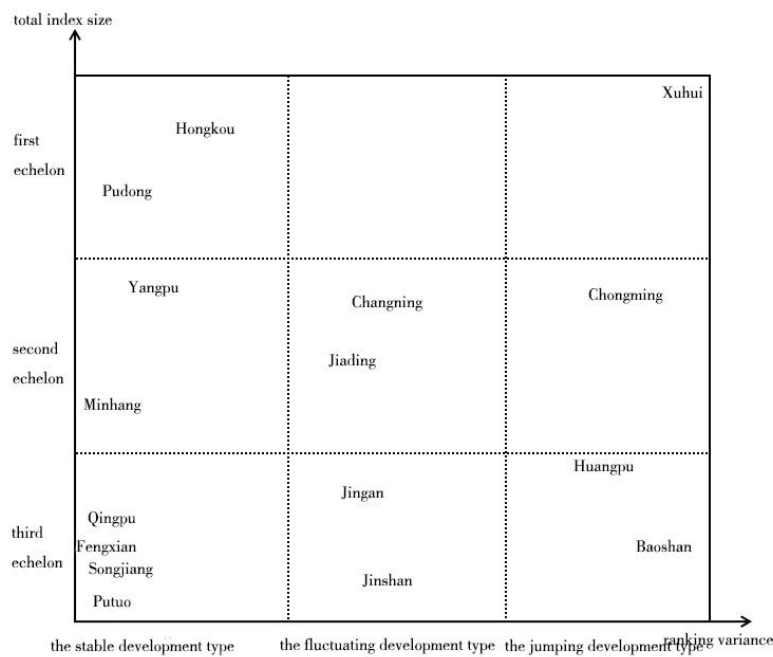 total index size
Xuhui
Hongkou
first
echelon
Pudong
Yangpu
Chongming
Changning
second
echelon
Jiading
Minhang
Huangpu
Jingan
Qingpu
third
echelon
Fengxian
Baoshan
Songjiang
Jinshan
Putuo
ranking variance
the stable development type
the fluctuating development type
the jumping development type